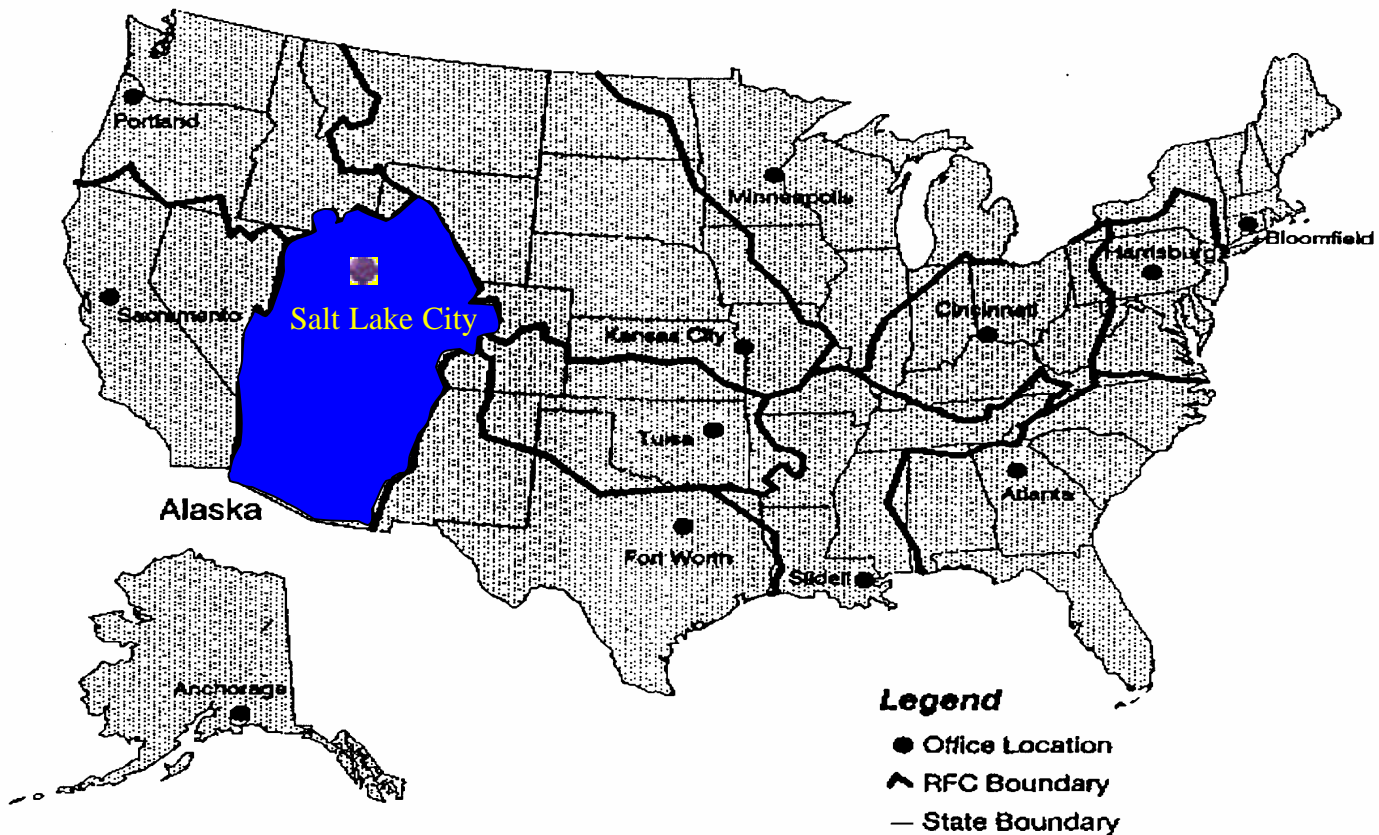 Portland
Minneapolis
Bloomfield
Harrisburg
Sacramento
Salt Lake City
Cincinnati
Kansas City
Tulsa
Atlanta
Alaska
Fort Worth
Slidell
Anchorage
Legend
Office Location
RFC Boundary
State Boundary